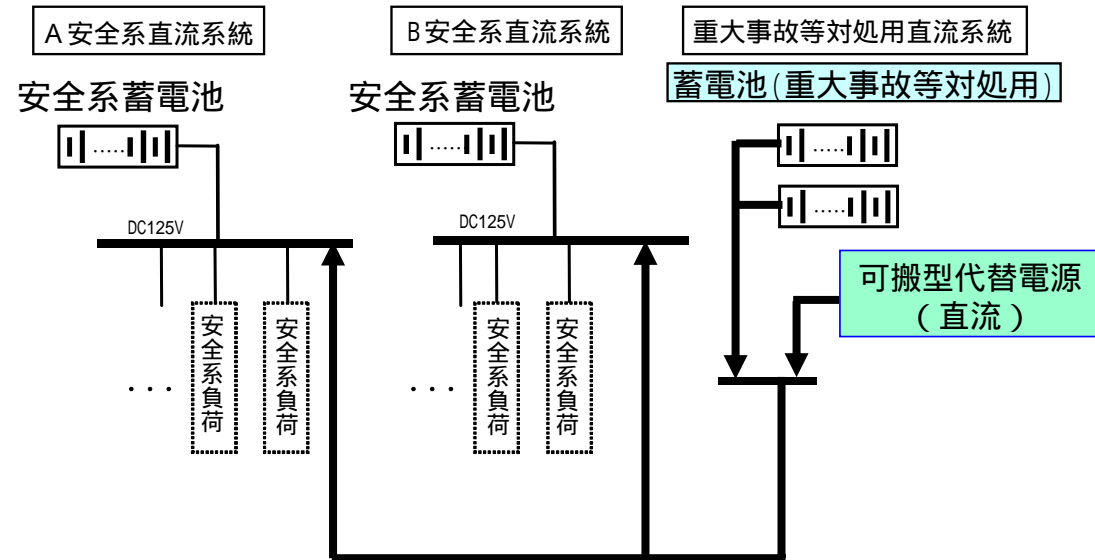 A安全系直流系統
B安全系直流系統
重大事故等対処用直流系統
安全系蓄電池
安全系蓄電池
蓄電池(重大事故等対処用)
.....
.....
.....
.....
DC125V
DC125V
可搬型代替電源
(直流)
...
安全系負荷
安全系負荷
...
安全系負荷
安全系負荷